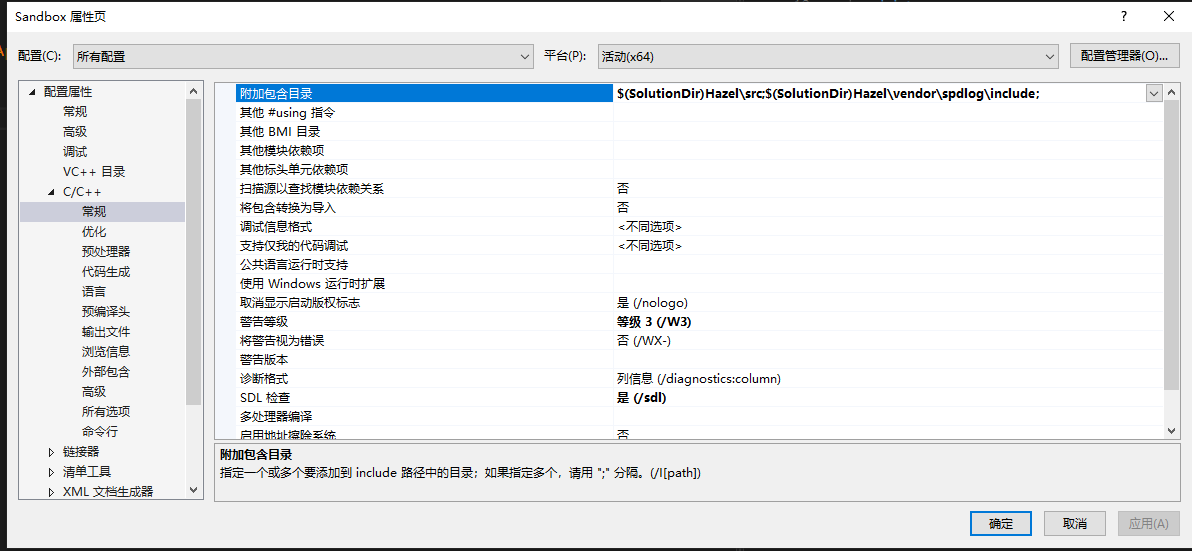 Sandbox 属性页
?
配置(C):
所有配置
平台(P):
活动(x64)
配置管理器(O)...
配置属性
常规
高级
调试
VC++ 目录
C/C++
常规
优化
预处理器
代码生成
语言
预编译头
输出文件
浏览信息
外部包含
高级
所有选项
命令行
链接器
清单工具
XML 文档生成器
附加包含目录 $(SolutionDir)Hazel\src;$(SolutionDir)Hazel\vendor\spdlog\include;
其他 #using 指令
其他 BMI 目录
其他模块依赖项
其他标头单元依赖项
扫描源以查找模块依赖关系 否
将包含转换为导入 否
调试信息格式 <不同选项>
支持仅我的代码调试 <不同选项>
公共语言运行时支持
使用 Windows 运行时扩展
取消显示启动版权标志 是 (/nologo)
警告等级 等级 3 (/W3)
将警告视为错误 否 (/WX-)
警告版本
诊断格式 列信息 (/diagnostics:column)
SDL 检查 是 (/sdl)
多处理器编译
启用地址擦除系统 否
附加包含目录
指定一个或多个要添加到 include 路径中的目录；如果指定多个，请用 ";" 分隔。(/I[path])
确定
取消
应用(A)